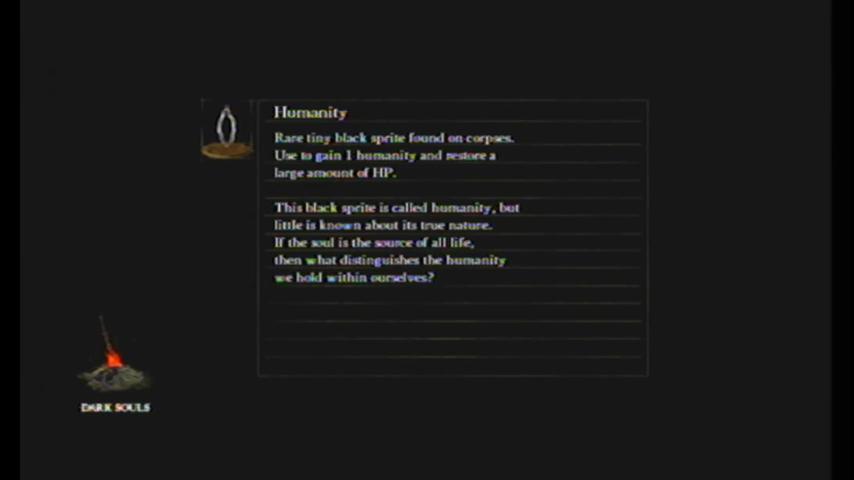 Humanity
Rare tiny black sprite found on corpses.
Use to gain 1 humanity and restore a
large amount of HP.
This black sprite is called humanity, but
little is known about its true nature.
If the soul is the source of all life,
then what distinguishes the humanity
we hold within ourselves?
DARK SOULS